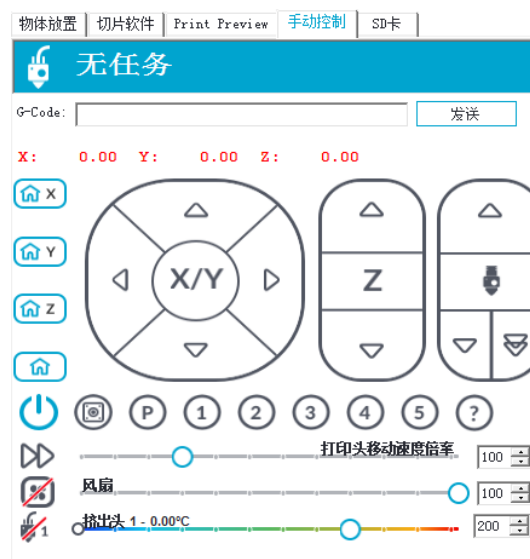 物体放置 切片软件 Print Preview 手动控制 SD卡
无任务
G-Code: 发送
X: 0.00 Y: 0.00 Z: 0.00
X
Y
X/Y Z
Z
P 1 2 3 4 5 ?
打印头移动速度倍率 100
风扇 100
1 挤出头 1 - 0.00°C 200